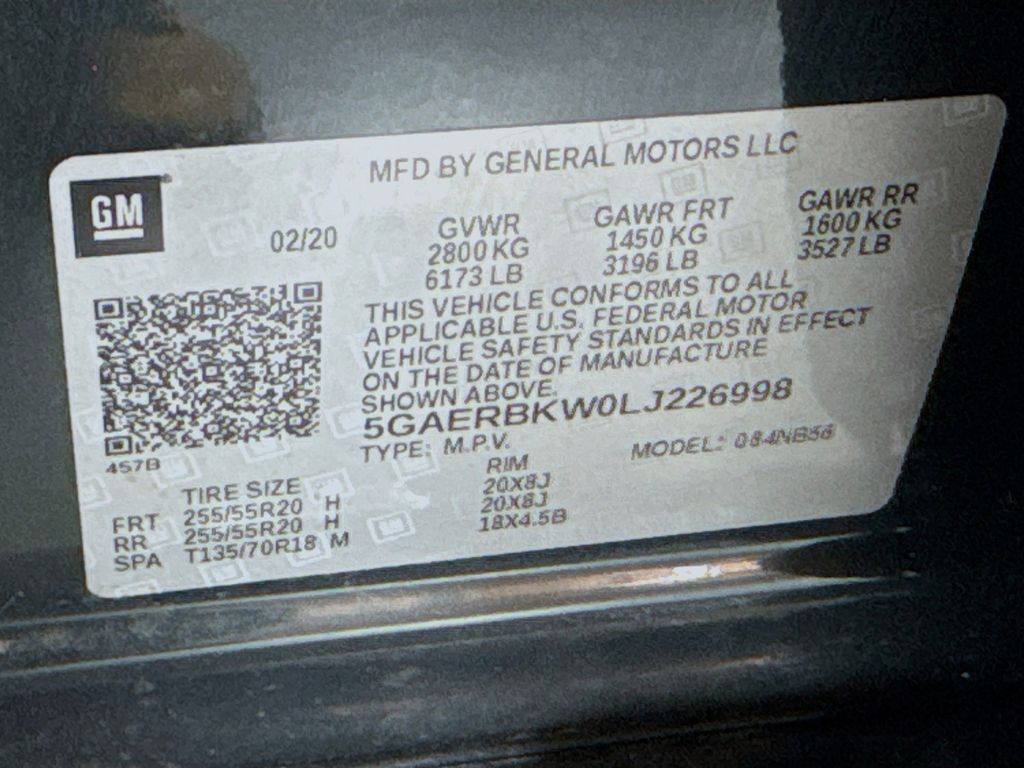 MFD BY GENERAL MOTORS LLC
GM
02/20
GVWR GAWR FRT GAWR RR
2800 KG 1450 KG 1600 KG
6173 LB 3196 LB 3527 LB
THIS VEHICLE CONFORMS TO ALL
APPLICABLE U.S. FEDERAL MOTOR
VEHICLE SAFETY STANDARDS IN EFFECT
ON THE DATE OF MANUFACTURE
SHOWN ABOVE.
5GAERBKW0LJ226998
TYPE: M.P.V. MODEL:
457B
TIRE SIZE RIM
FRT 255/55R20 H 20X8J
RR 255/55R20 H 20X8J
SPA T135/70R18 M 18X4.5B